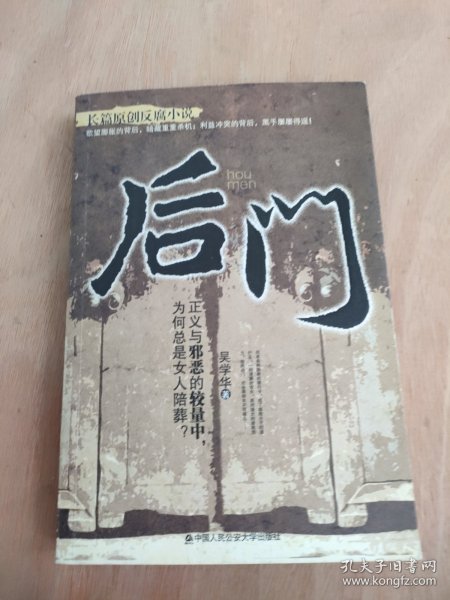 长篇原创反腐小说
欲望膨胀的背后，暗藏重重杀机；利益冲突的背后，黑手屡屡得逞！
后门
hou
men
正义与邪恶的较量中，
为何总是女人陪葬？
吴学华 著
中国人民公安大学出版社
孔夫子旧书网
www.kongfz.com